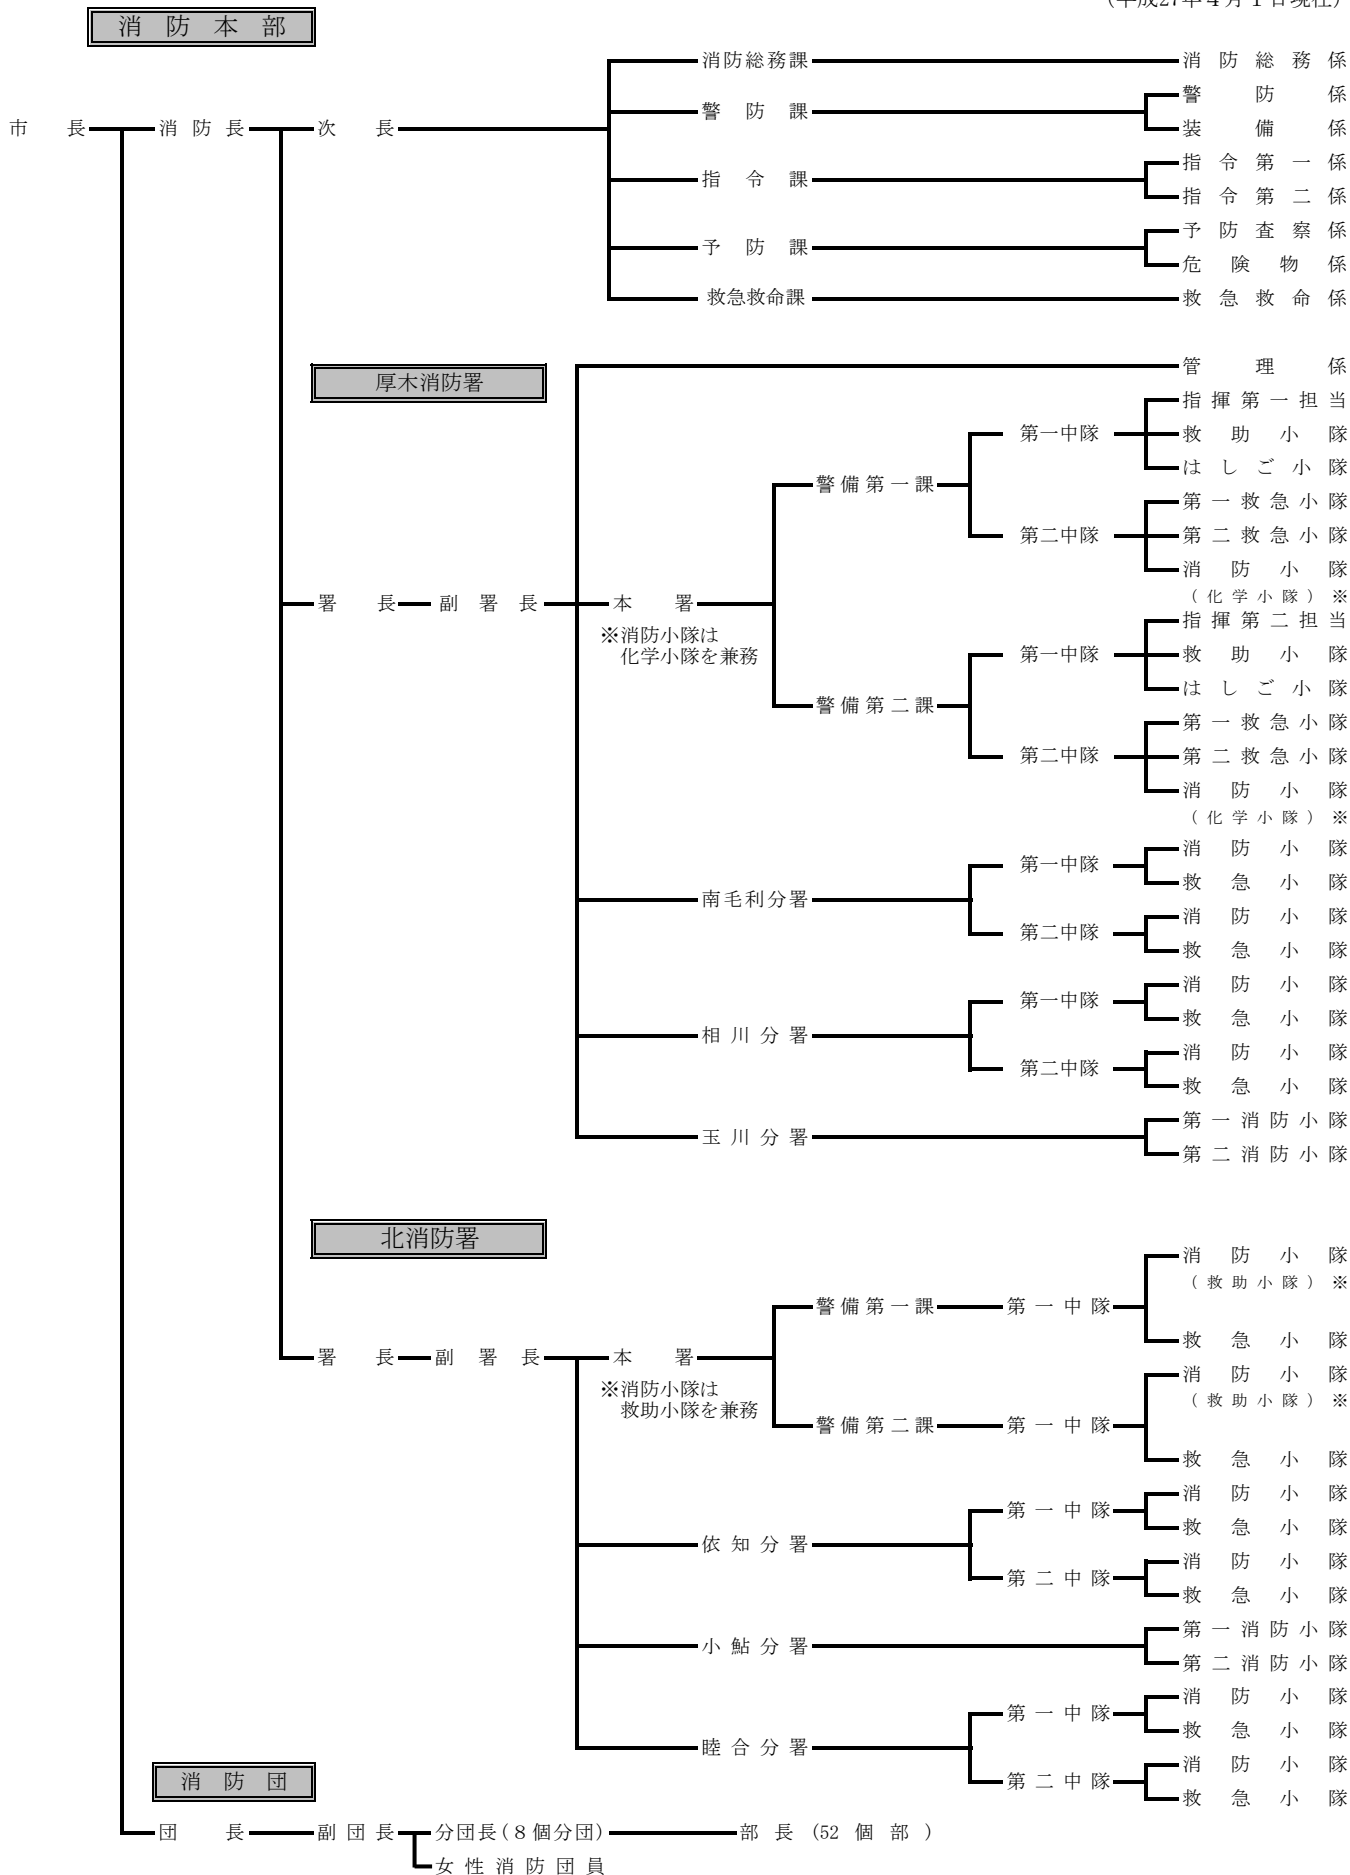 (平成27年４月１日現在)
消防本部
消防総務課 消防総務係
警防課 警防係
装備係
市長 消防長 次長
指令課 指令第一係
指令第二係
予防課 予防査察係
危険物係
救急救命課 救急救命係
厚木消防署
管理係
指揮第一担当
第一中隊 救助小隊
はしご小隊
警備第一課
第一救急小隊
第二中隊 第二救急小隊
消防小隊
(化学小隊)※
署長 副署長 本署
※消防小隊は
化学小隊を兼務
指揮第二担当
第一中隊 救助小隊
はしご小隊
警備第二課
第一救急小隊
第二中隊 第二救急小隊
消防小隊
(化学小隊)※
南毛利分署
第一中隊 消防小隊
救急小隊
第二中隊 消防小隊
救急小隊
相川分署
第一中隊 消防小隊
救急小隊
第二中隊 消防小隊
救急小隊
玉川分署 第一消防小隊
第二消防小隊
北消防署
消防小隊
(救助小隊)※
警備第一課 第一中隊
救急小隊
署長 副署長 本署
※消防小隊は
救助小隊を兼務
消防小隊
(救助小隊)※
警備第二課 第一中隊
救急小隊
依知分署
第一中隊 消防小隊
救急小隊
第二中隊 消防小隊
救急小隊
小鮎分署 第一消防小隊
第二消防小隊
睦合分署
第一中隊 消防小隊
救急小隊
第二中隊 消防小隊
救急小隊
消防団
団長 副団長 分団長(８個分団) 部長(52個部)
女性消防団員